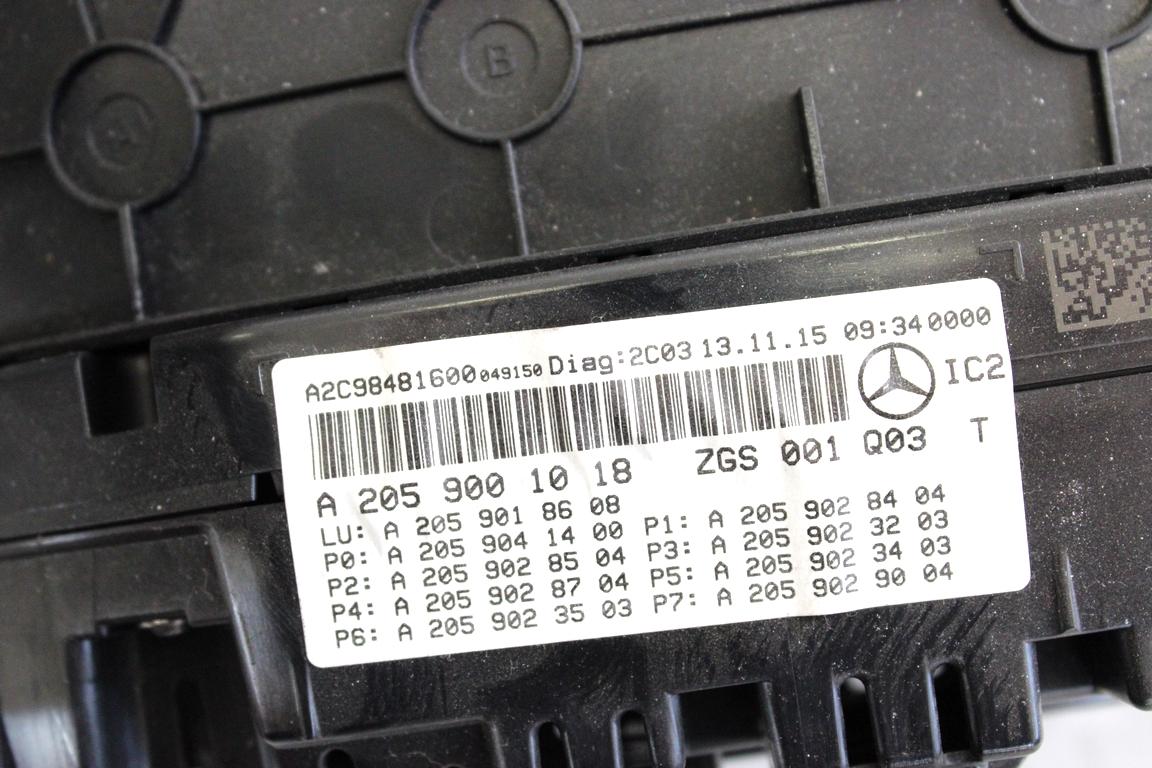 A
B
A2C98481600 049150 Diag:2C03 13.11.15 09:34 0000
IC2
A 205 900 10 18 ZGS 001 Q03 T
LU: A 205 901 86 08
P0: A 205 904 14 00 P1: A 205 902 84 04
P2: A 205 902 85 04 P3: A 205 902 32 03
P4: A 205 902 87 04 P5: A 205 902 34 03
P6: A 205 902 35 03 P7: A 205 902 90 04